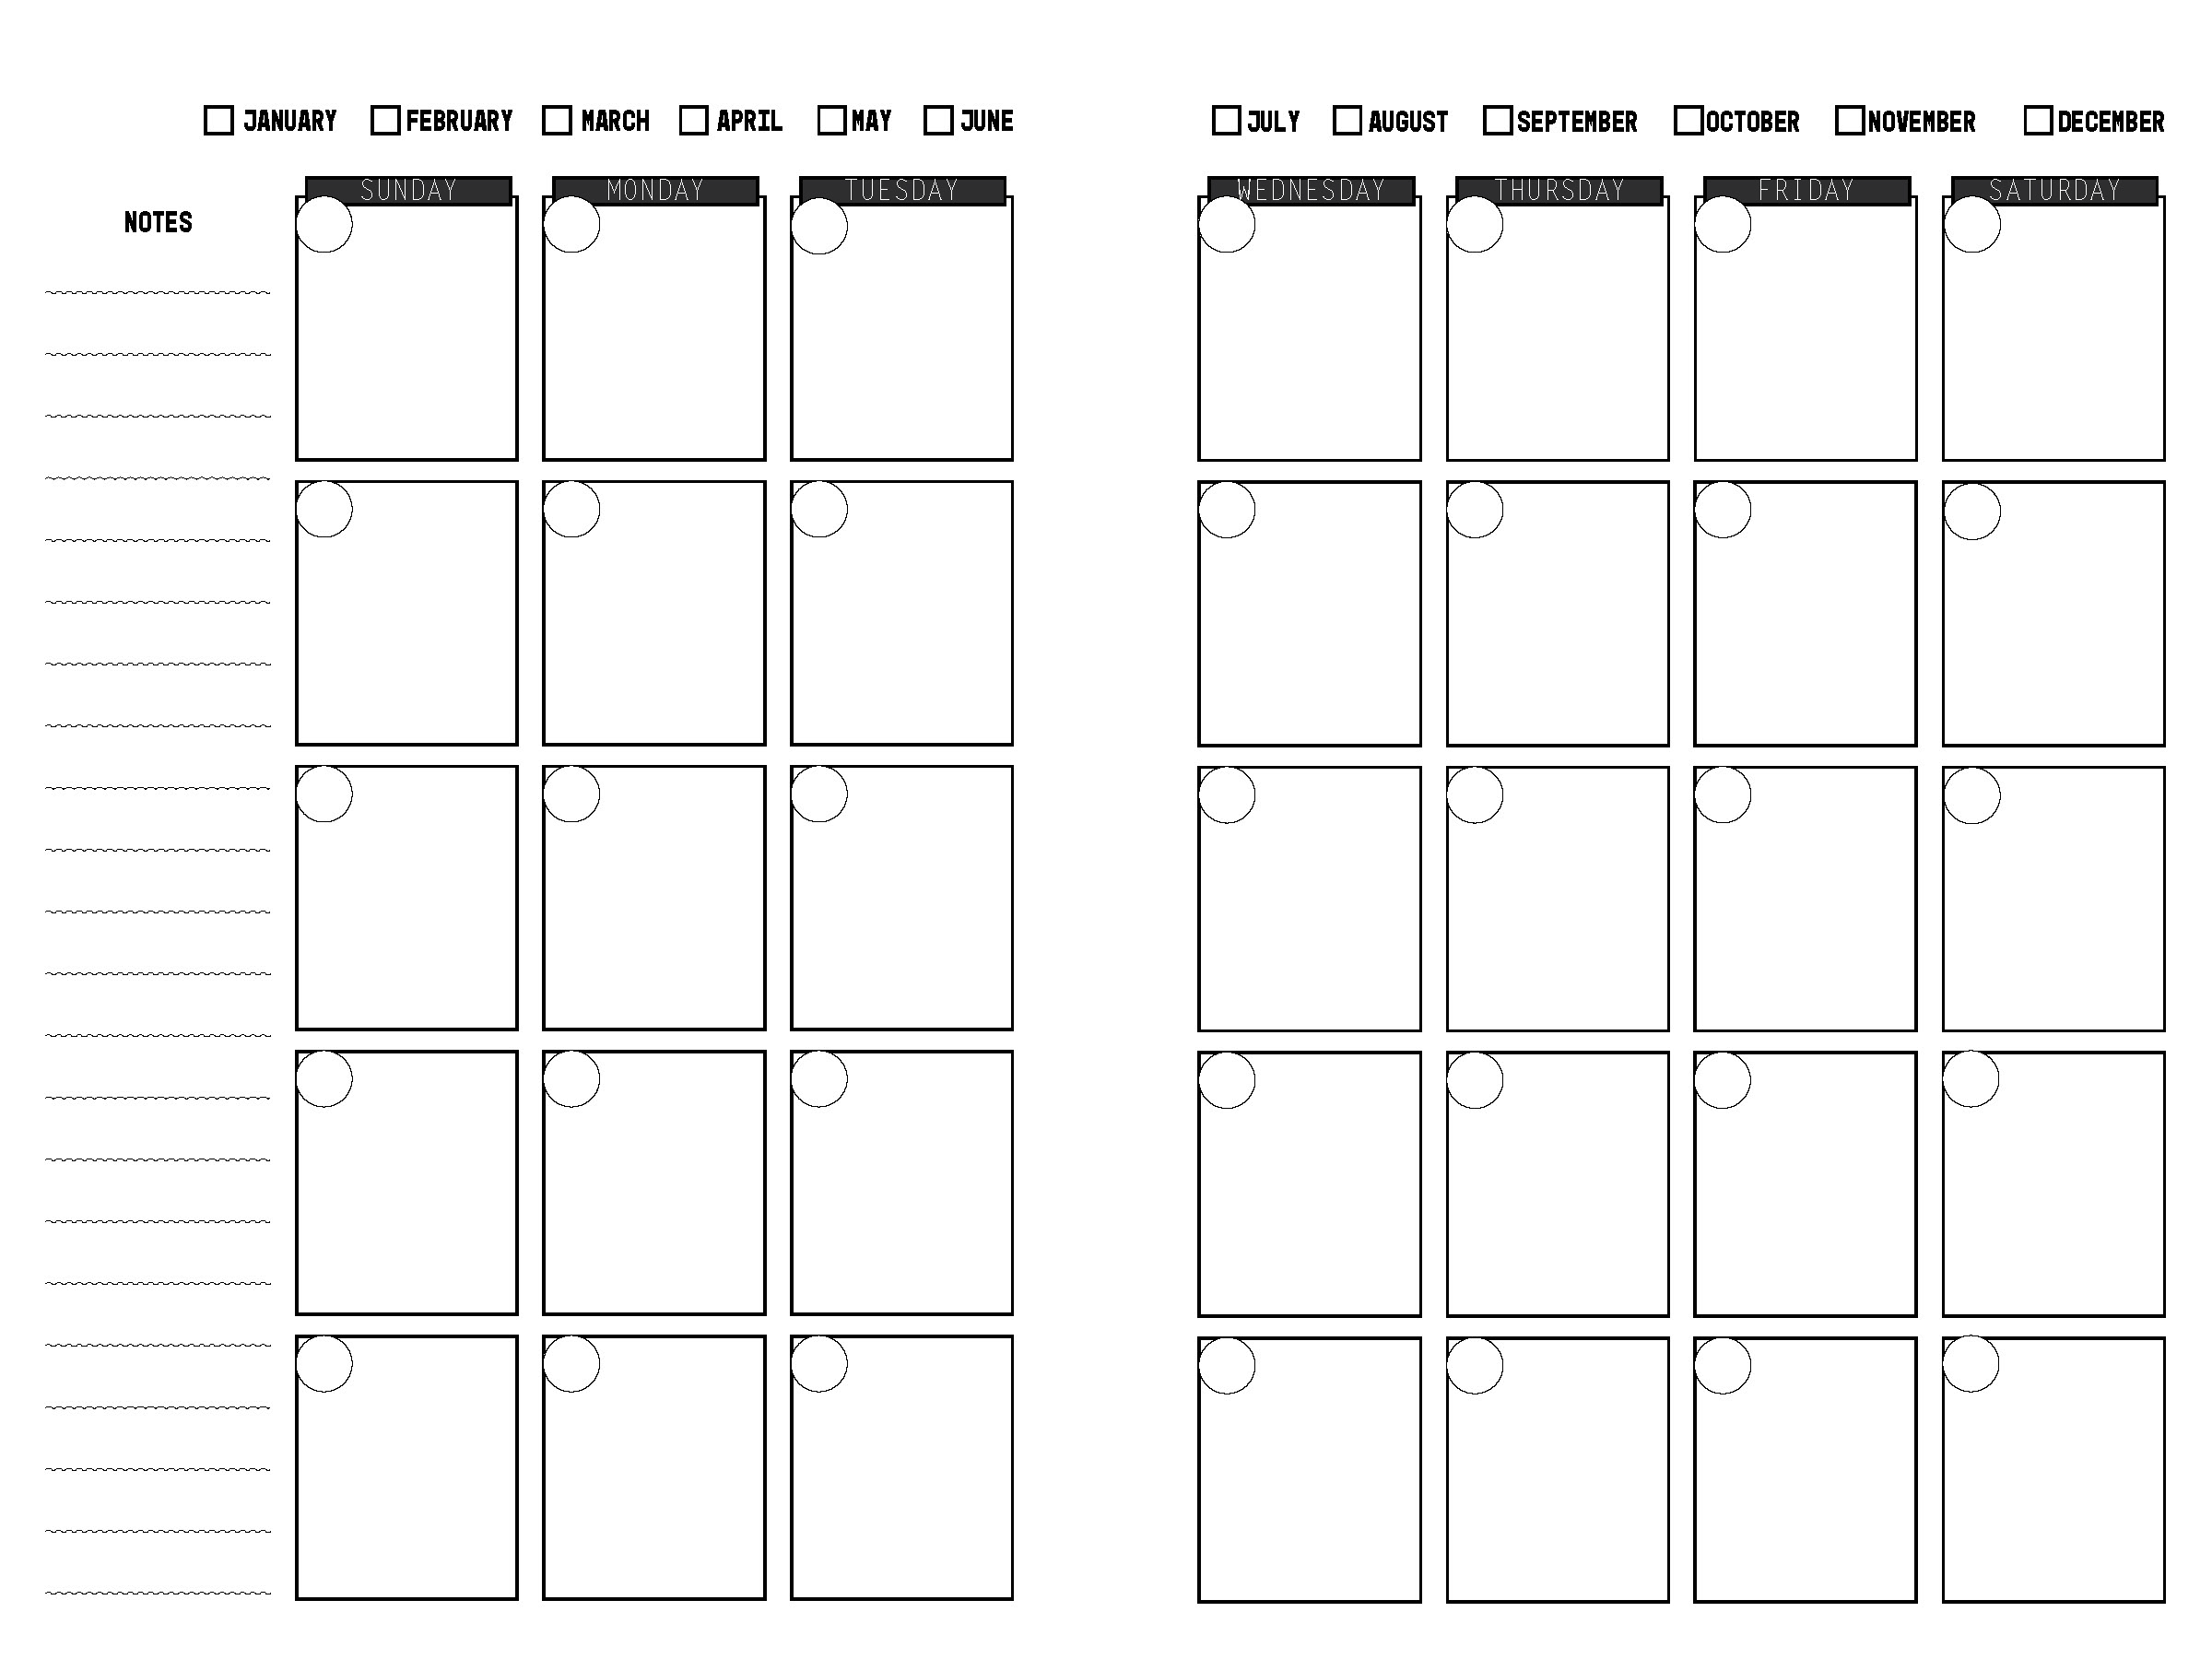 JANUARY FEBRUARY MARCH APRIL MAY JUNE JULY AUGUST SEPTEMBER OCTOBER NOVEMBER DECEMBER
SUNDAY MONDAY TUESDAY WEDNESDAY THURSDAY FRIDAY SATURDAY
NOTES